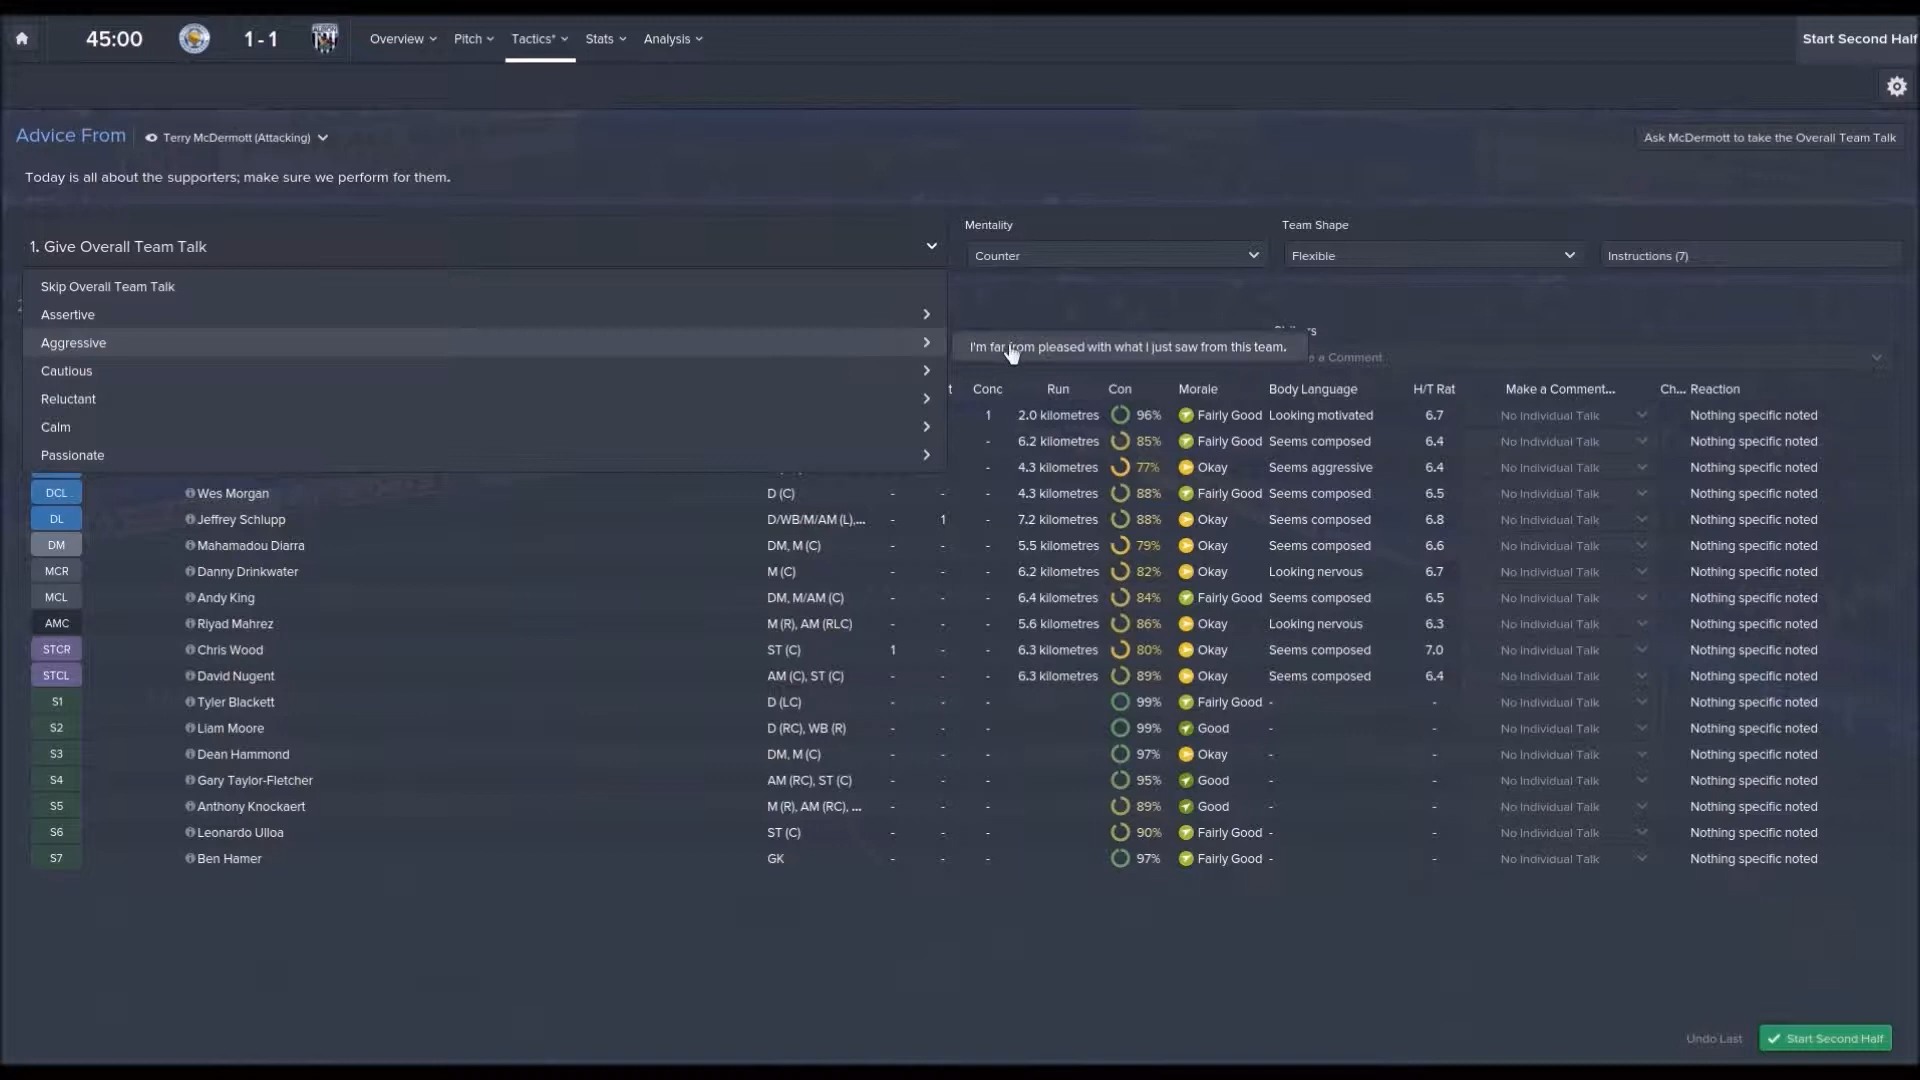 45:00 1 - 1 ALBION Overview Pitch Tactics* Stats Analysis Start Second Half
Advice From Terry McDermott (Attacking) Ask McDermott to take the Overall Team Talk
Today is all about the supporters; make sure we perform for them.
Mentality Team Shape
1. Give Overall Team Talk
Counter Flexible Instructions (7)
Skip Overall Team Talk
Assertive
Aggressive I'm far from pleased with what I just saw from this team. a Comment
Cautious
Reluctant
Calm
Passionate
t Conc Run Con Morale Body Language H/T Rat Make a Comment... Ch... Reaction
1 2.0 kilometres 96% Fairly Good Looking motivated 6.7 No Individual Talk Nothing specific noted
- 6.2 kilometres 85% Fairly Good Seems composed 6.4 No Individual Talk Nothing specific noted
- 4.3 kilometres 77% Okay Seems aggressive 6.4 No Individual Talk Nothing specific noted
DCL Wes Morgan D (C) - - - 4.3 kilometres 88% Fairly Good Seems composed 6.5 No Individual Talk Nothing specific noted
DL Jeffrey Schlupp D/WB/M/AM (L),... - 1 - 7.2 kilometres 88% Okay Seems composed 6.8 No Individual Talk Nothing specific noted
DM Mahamadou Diarra DM, M (C) - - - 5.5 kilometres 79% Okay Seems composed 6.6 No Individual Talk Nothing specific noted
MCR Danny Drinkwater M (C) - - - 6.2 kilometres 82% Okay Looking nervous 6.7 No Individual Talk Nothing specific noted
MCL Andy King DM, M/AM (C) - - - 6.4 kilometres 84% Fairly Good Seems composed 6.5 No Individual Talk Nothing specific noted
AMC Riyad Mahrez M (R), AM (RLC) - - - 5.6 kilometres 86% Okay Looking nervous 6.3 No Individual Talk Nothing specific noted
STCR Chris Wood ST (C) 1 - - 6.3 kilometres 80% Okay Seems composed 7.0 No Individual Talk Nothing specific noted
STCL David Nugent AM (C), ST (C) - - - 6.3 kilometres 89% Okay Seems composed 6.4 No Individual Talk Nothing specific noted
S1 Tyler Blackett D (LC) - - - 99% Fairly Good - - No Individual Talk Nothing specific noted
S2 Liam Moore D (RC), WB (R) - - - 99% Good - - No Individual Talk Nothing specific noted
S3 Dean Hammond DM, M (C) - - - 97% Okay - - No Individual Talk Nothing specific noted
S4 Gary Taylor-Fletcher AM (RC), ST (C) - - - 95% Good - - No Individual Talk Nothing specific noted
S5 Anthony Knockaert M (R), AM (RC), ... - - - 89% Good - - No Individual Talk Nothing specific noted
S6 Leonardo Ulloa ST (C) - - - 90% Fairly Good - - No Individual Talk Nothing specific noted
S7 Ben Hamer GK - - - 97% Fairly Good - - No Individual Talk Nothing specific noted
Undo Last Start Second Half